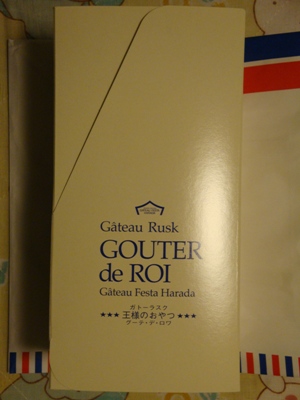 Gâteau Rusk
GOUTER
de ROI
Gâteau Festa Harada
ガトーラスク
★★★ 王様のおやつ ★★★
グーテ・デ・ロワ